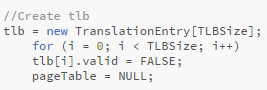 //Create tlb
tlb = new TranslationEntry[TLBSize];
for (i = 0; i < TLBSize; i++)
tlb[i].valid = FALSE;
pageTable = NULL;